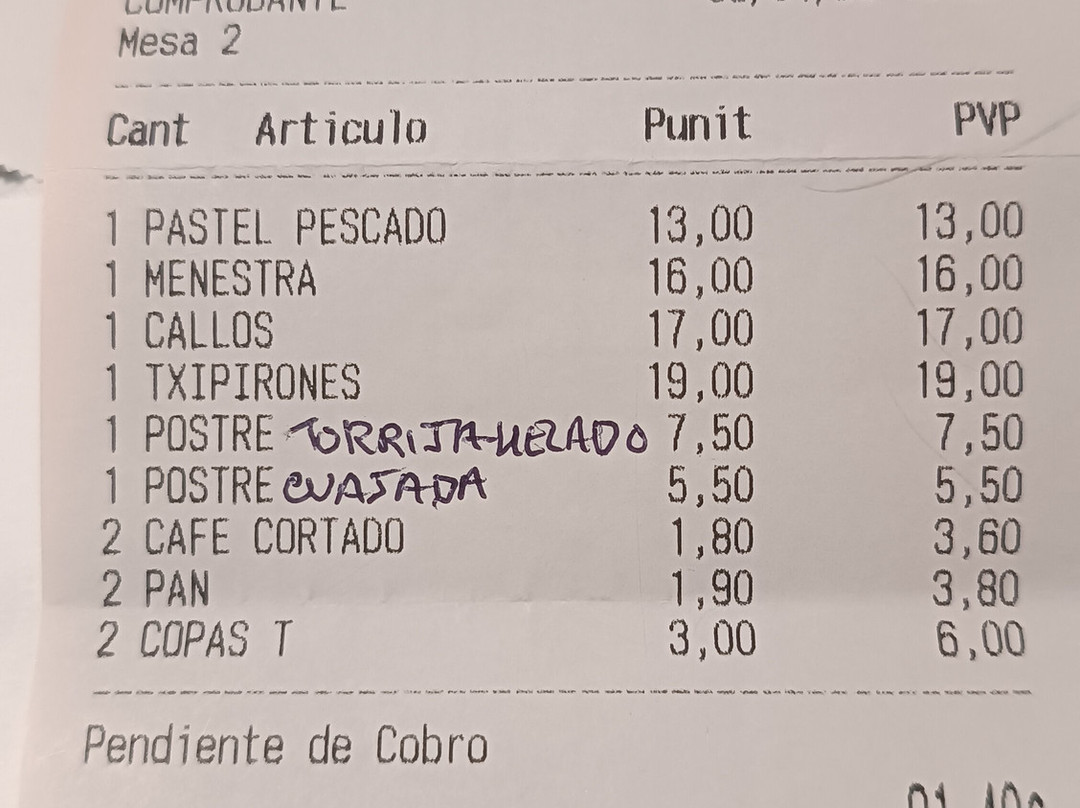 COMPROBANTE
Mesa 2
Cant Articulo Punit PVP
1 PASTEL PESCADO 13,00 13,00
1 MENESTRA 16,00 16,00
1 CALLOS 17,00 17,00
1 TXIPIRONES 19,00 19,00
1 POSTRE TORRIJA-HELADO 7,50 7,50
1 POSTRE CUAJADA 5,50 5,50
2 CAFE CORTADO 1,80 3,60
2 PAN 1,90 3,80
2 COPAS T 3,00 6,00
Pendiente de Cobro